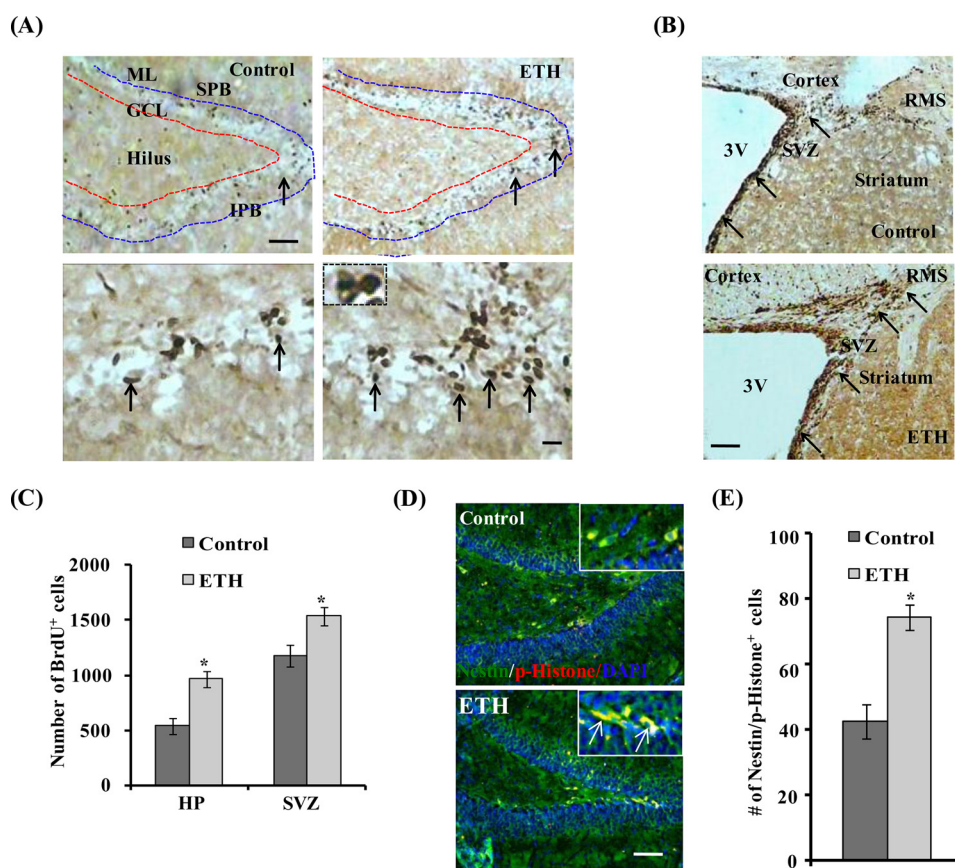 (A)
ML
Control
SPB
GCL
Hilus
IPB
ETH
(B)
Cortex
RMS
3V
SVZ
Striatum
Control
Cortex
RMS
SVZ
3V
Striatum
ETH
(C)
Control
ETH
Number of BrdU⁺ cells
2000
1500
1000
500
0
*
*
HP
SVZ
(D)
Control
Nestin/p-Histone/DAPI
ETH
(E)
Control
ETH
# of Nestin/p-Histone⁺ cells
100
80
60
40
20
0
*